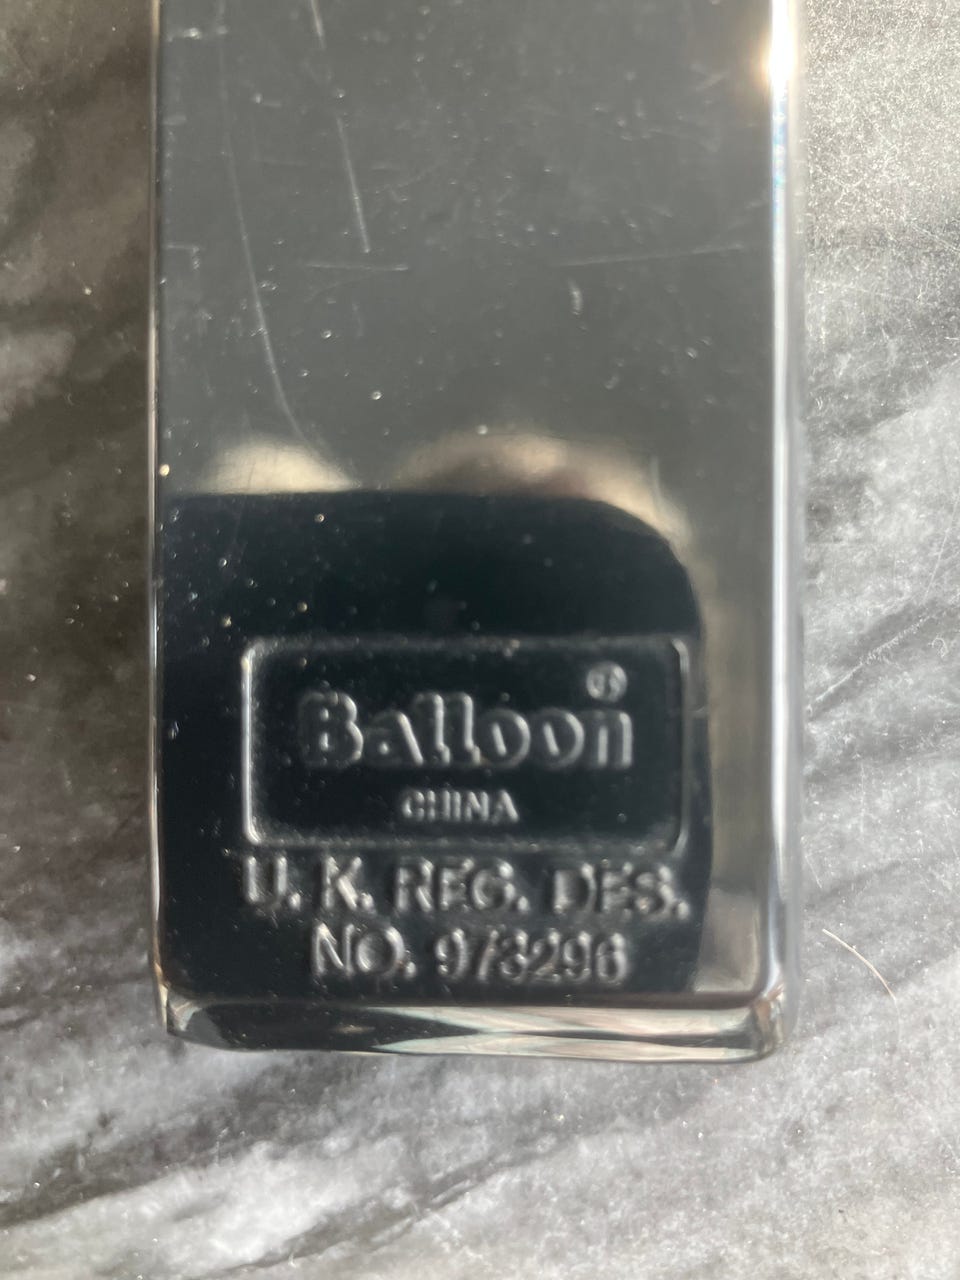 Balloon®
CHINA
U. K. REG. DES.
NO. 973296